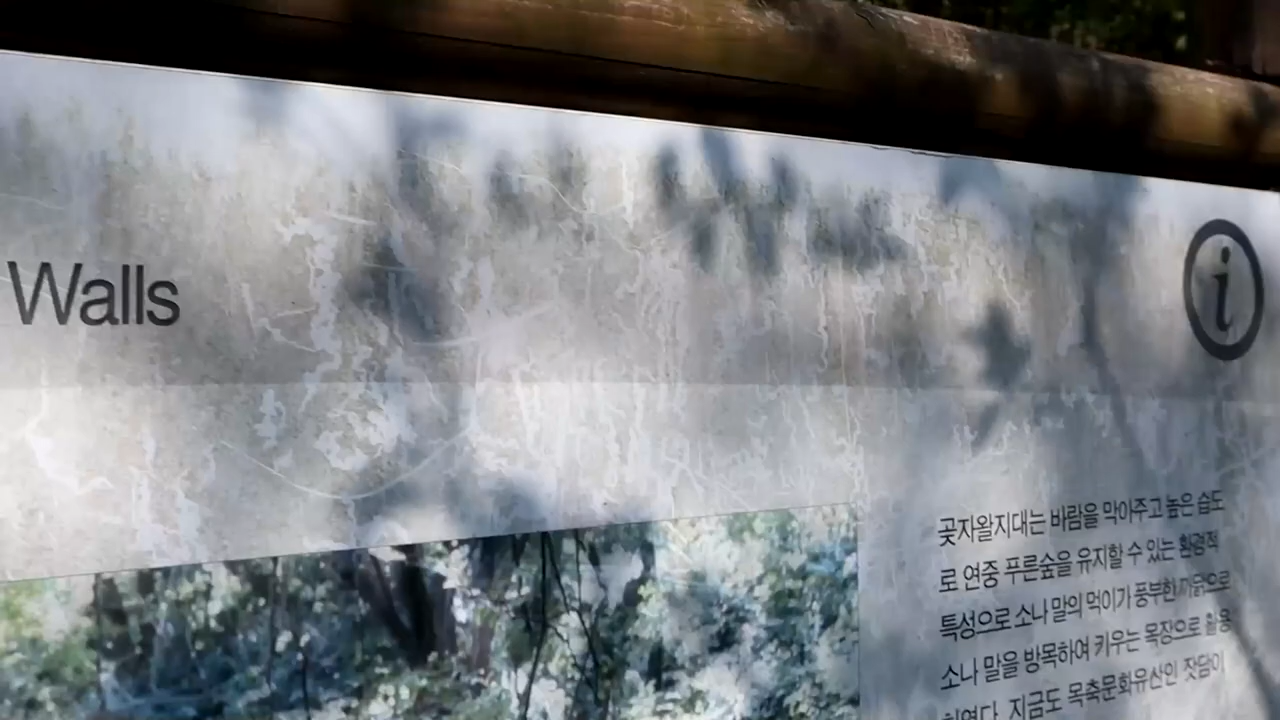 Walls
i
곶자왈지대는 바람을 막아주고 높은 습도
로 연중 푸른숲을 유지할 수 있는 환경적
특성으로 소나 말의 먹이가 풍부한 까닭으로
소나 말을 방목하여 키우는 목장으로 활용
지금도 목축문화유산인 잣담이